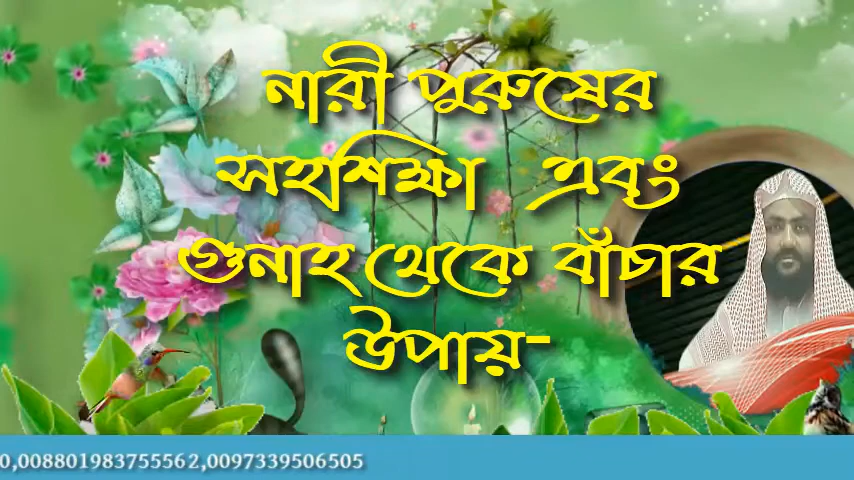 নারী পুরুষের
সহশিক্ষা এবং
গুনাহ থেকে বাঁচার
উপায়-
0,008801983755562,0097339506505